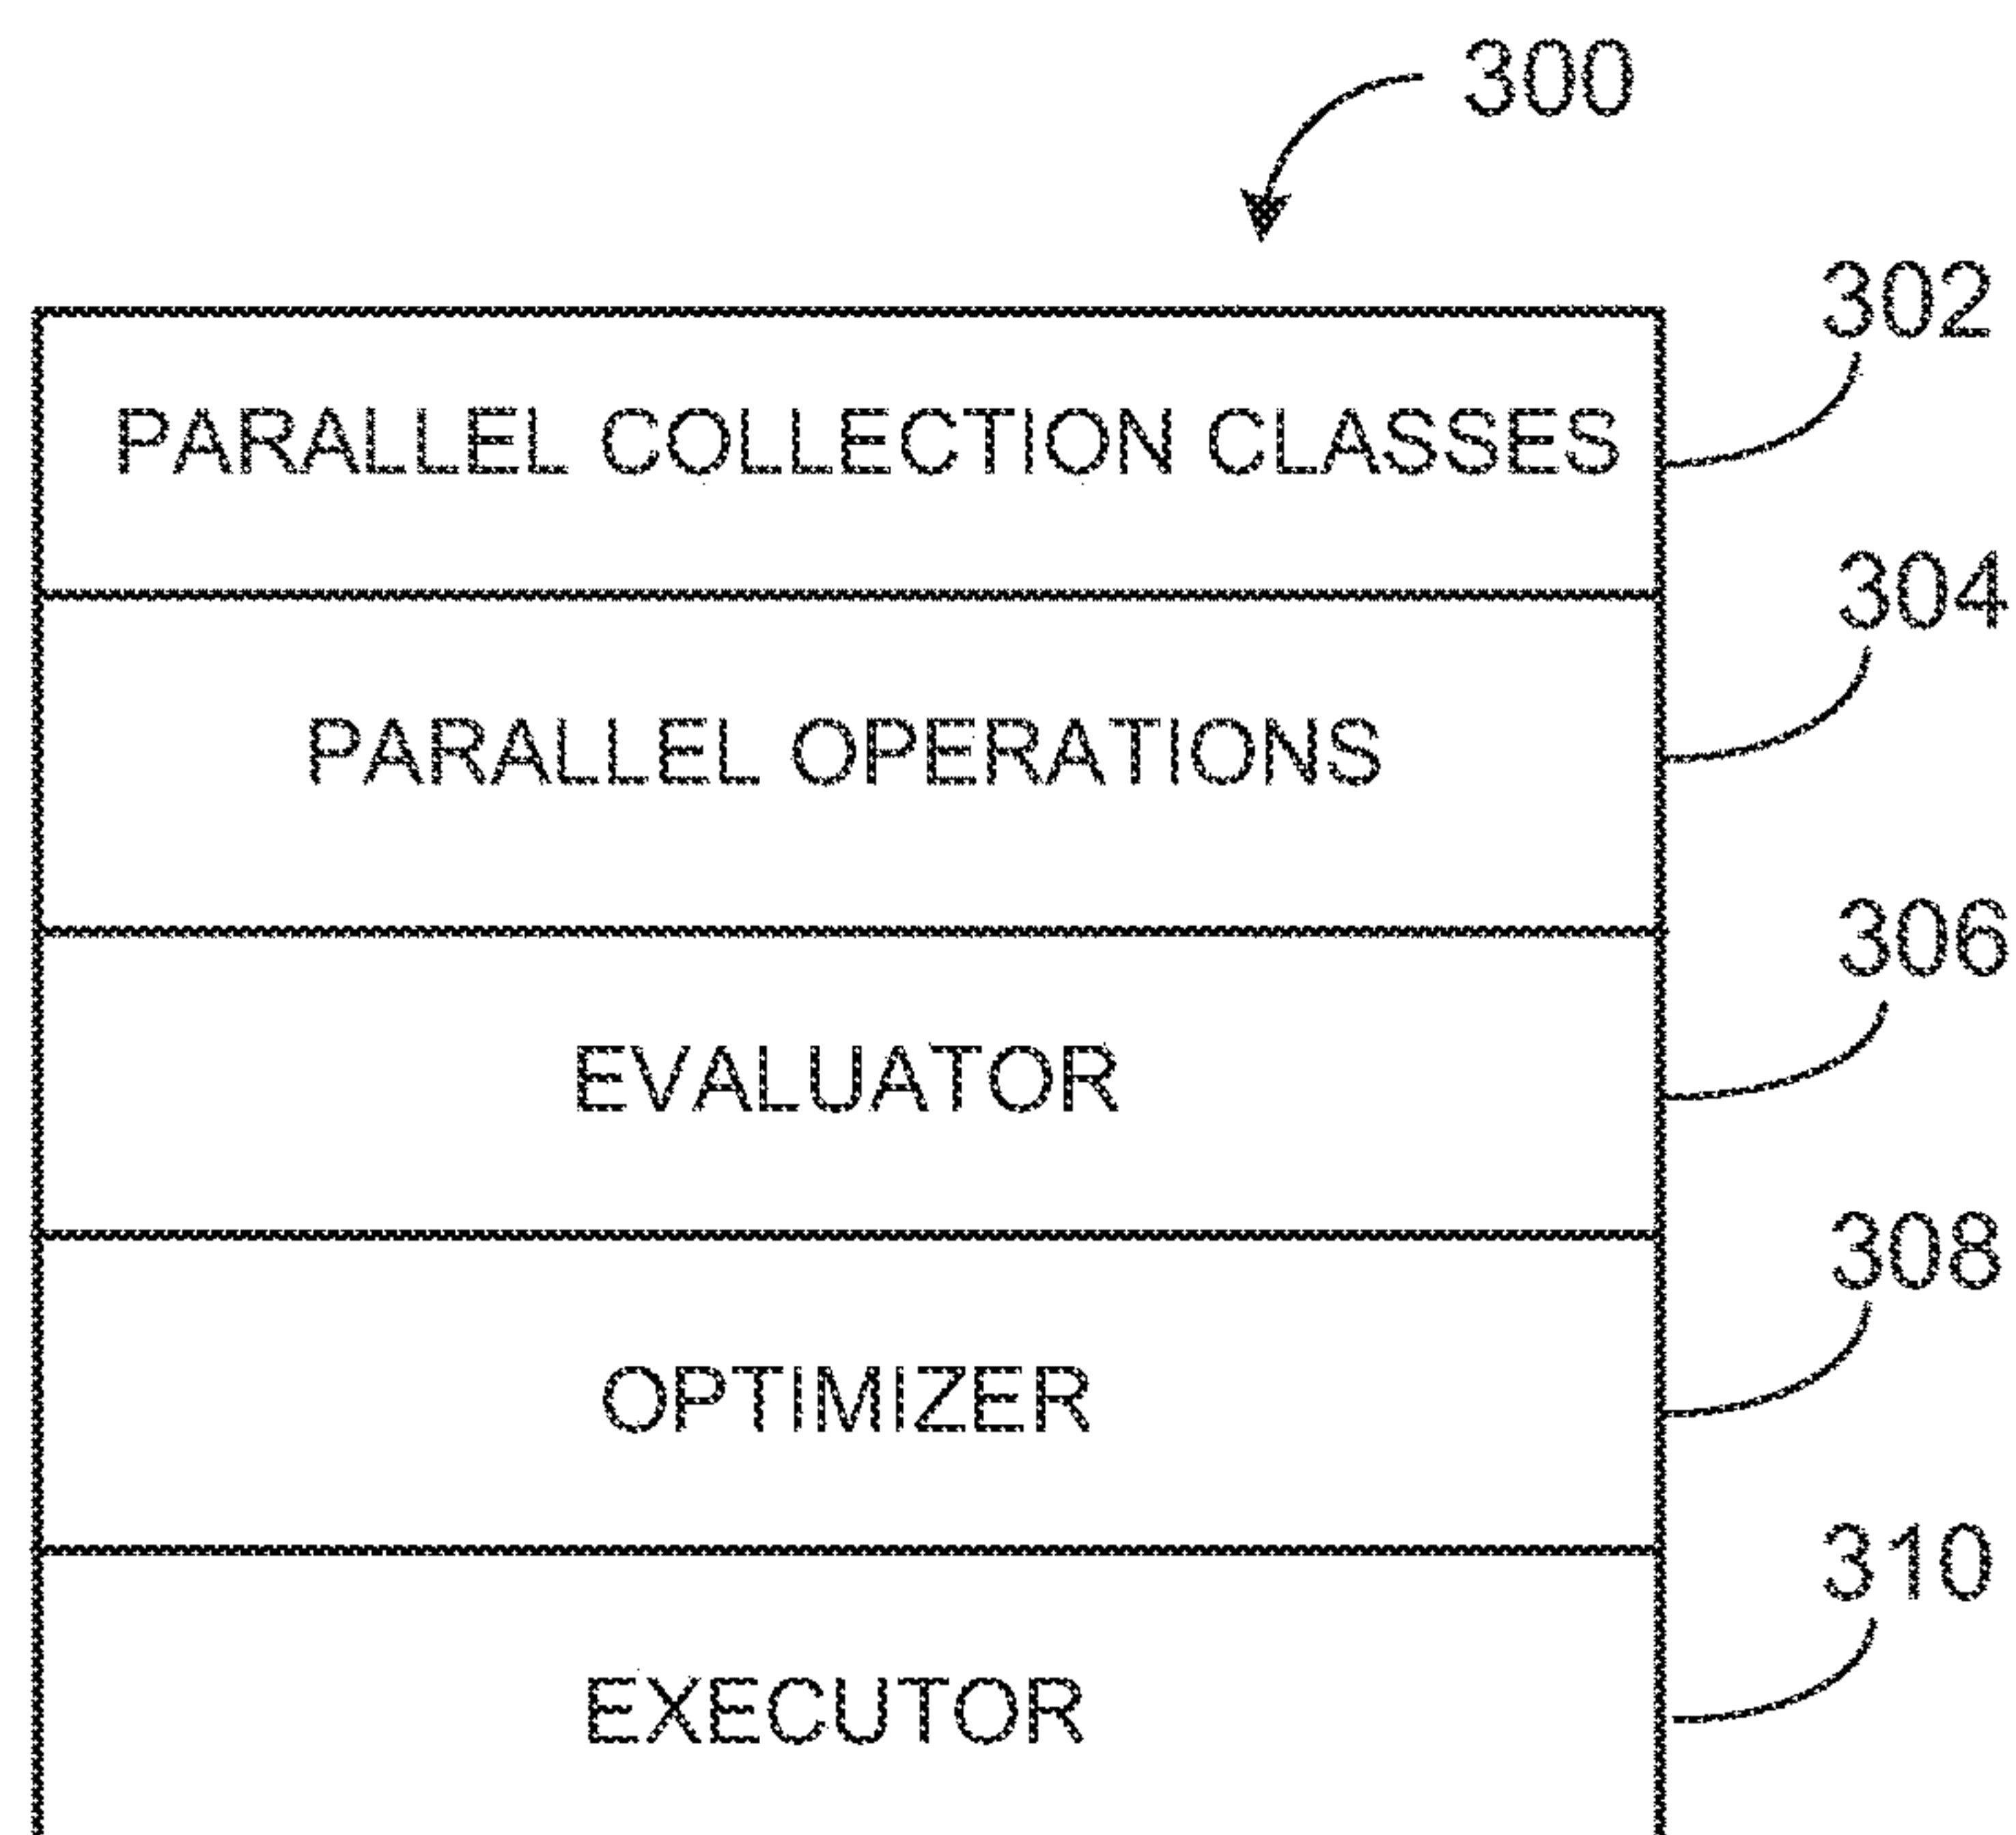 300
302
PARALLEL COLLECTION CLASSES
304
PARALLEL OPERATIONS
306
EVALUATOR
308
OPTIMIZER
310
EXECUTOR